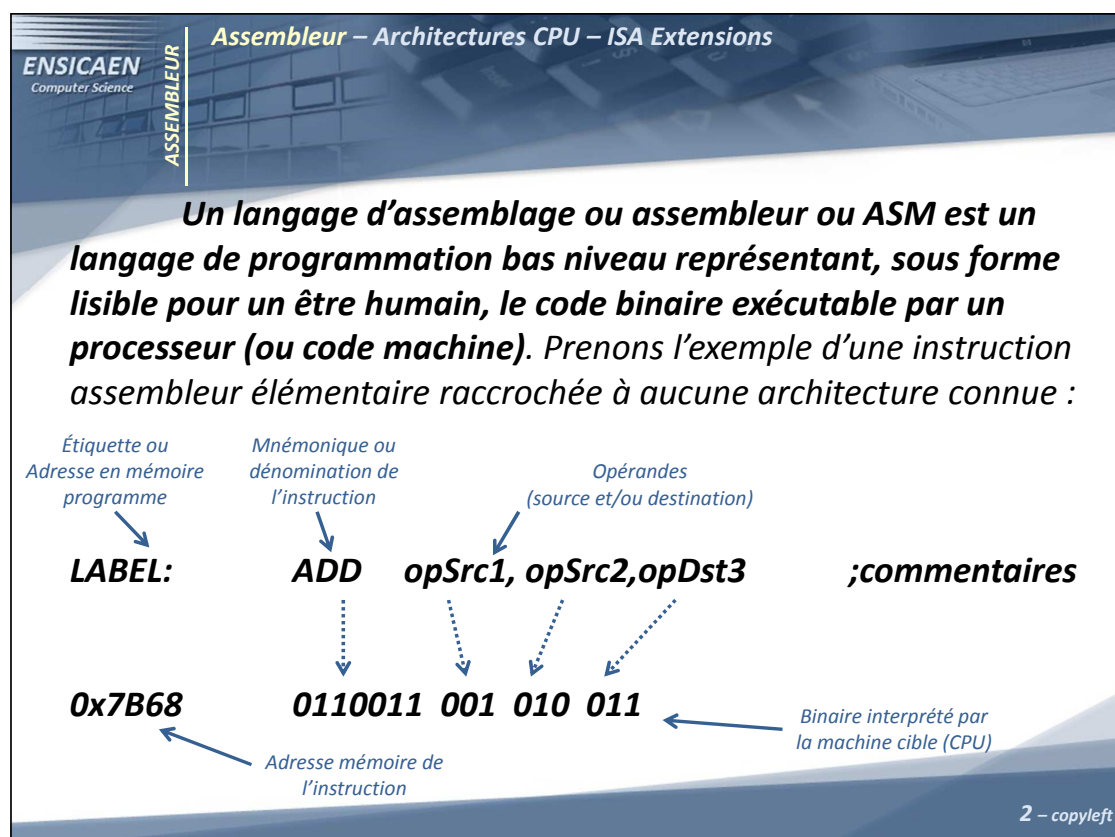 Assembleur – Architectures CPU – ISA Extensions
ENSICAEN
Computer Science
ASSEMBLEUR
Un langage d'assemblage ou assembleur ou ASM est un
langage de programmation bas niveau représentant, sous forme
lisible pour un être humain, le code binaire exécutable par un
processeur (ou code machine). Prenons l'exemple d'une instruction
assembleur élémentaire raccrochée à aucune architecture connue :
Étiquette ou
Adresse en mémoire
programme
Mnémonique ou
dénomination de
l'instruction
Opérandes
(source et/ou destination)
LABEL: ADD opSrc1, opSrc2,opDst3 ;commentaires
0x7B68 0110011 001 010 011
Binaire interprété par
la machine cible (CPU)
Adresse mémoire de
l'instruction
2 – copyleft